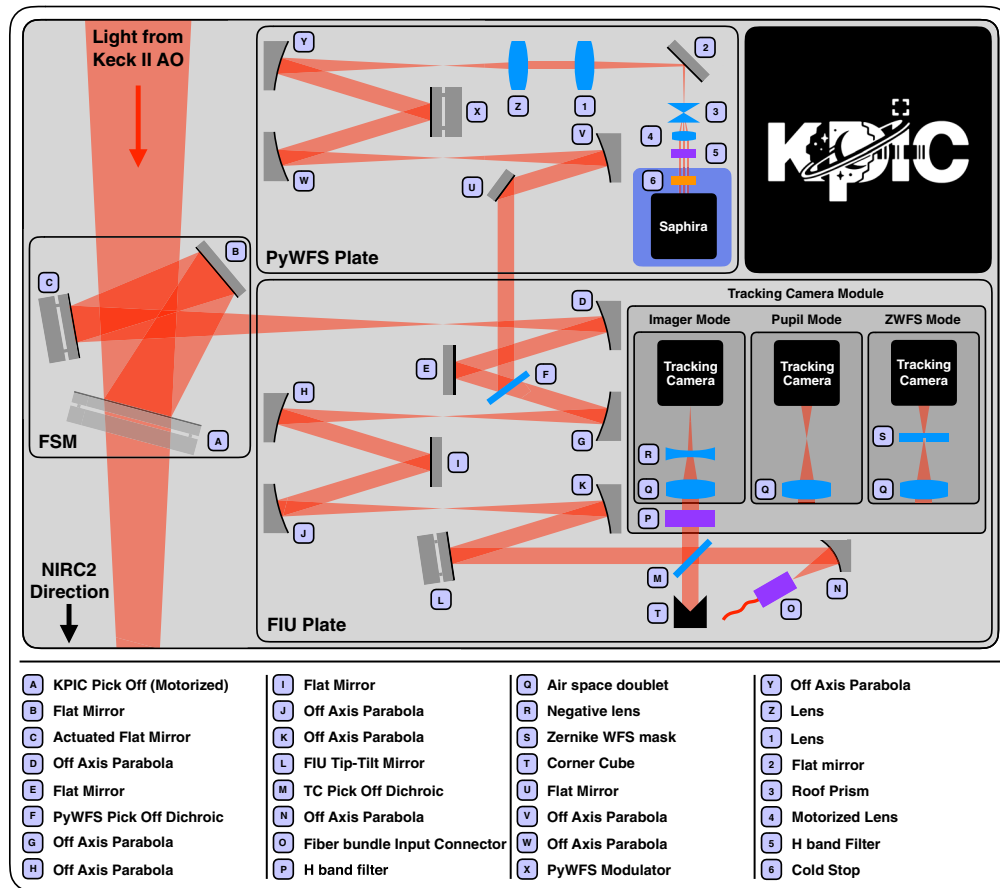 Light from
Keck II AO
Y
Z
1
2
X
3
V
4
5
W
U
6
Saphira
PyWFS Plate
KPIC
B
C
A
FSM
Tracking Camera Module
D
Imager Mode
Pupil Mode
ZWFS Mode
Tracking
Camera
Tracking
Camera
Tracking
Camera
E
F
H
G
S
R
I
K
Q
Q
Q
P
J
NIRC2
Direction
L
M
N
T
O
FIU Plate
A KPIC Pick Off (Motorized)
B Flat Mirror
C Actuated Flat Mirror
D Off Axis Parabola
E Flat Mirror
F PyWFS Pick Off Dichroic
G Off Axis Parabola
H Off Axis Parabola
I Flat Mirror
J Off Axis Parabola
K Off Axis Parabola
L FIU Tip-Tilt Mirror
M TC Pick Off Dichroic
N Off Axis Parabola
O Fiber bundle Input Connector
P H band filter
Q Air space doublet
R Negative lens
S Zernike WFS mask
T Corner Cube
U Flat Mirror
V Off Axis Parabola
W Off Axis Parabola
X PyWFS Modulator
Y Off Axis Parabola
Z Lens
1 Lens
2 Flat mirror
3 Roof Prism
4 Motorized Lens
5 H band Filter
6 Cold Stop